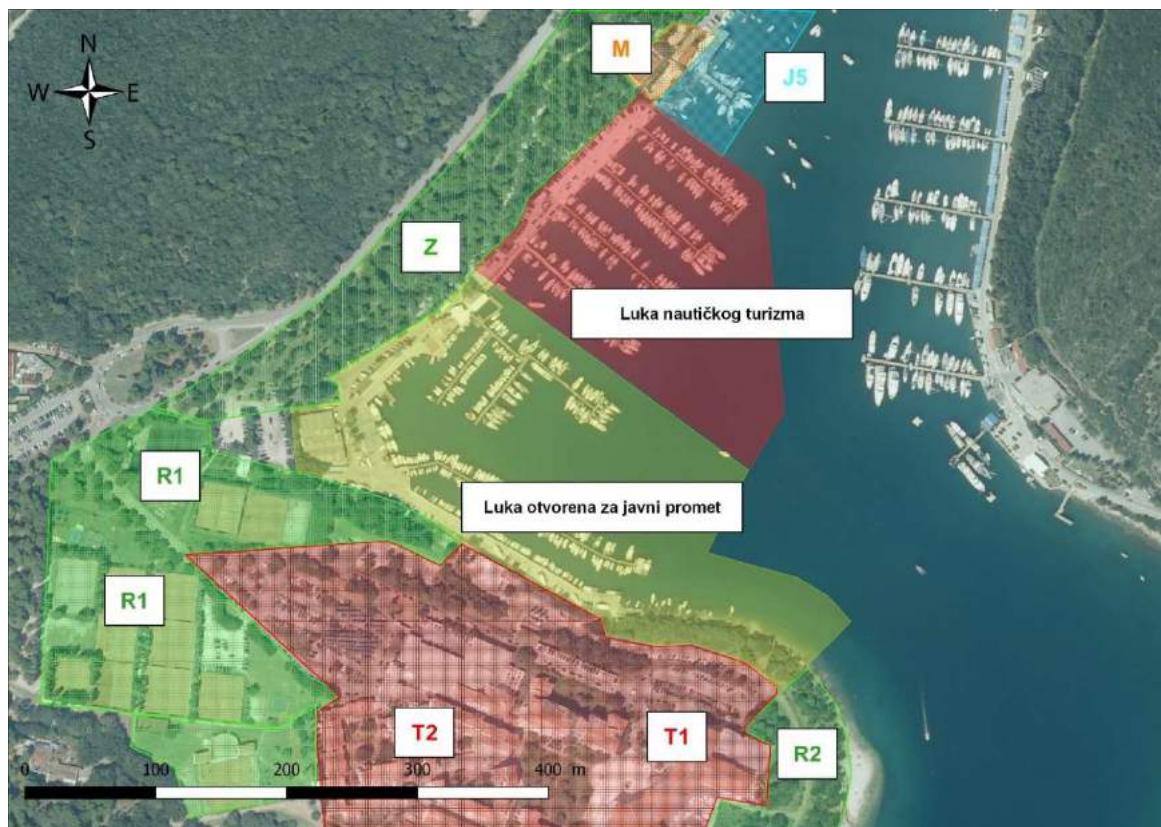 N
W E
S
M
J5
Z
Luka nautičkog turizma
R1
Luka otvorena za javni promet
R1
T2
T1
R2
0 100 200 300 400 m